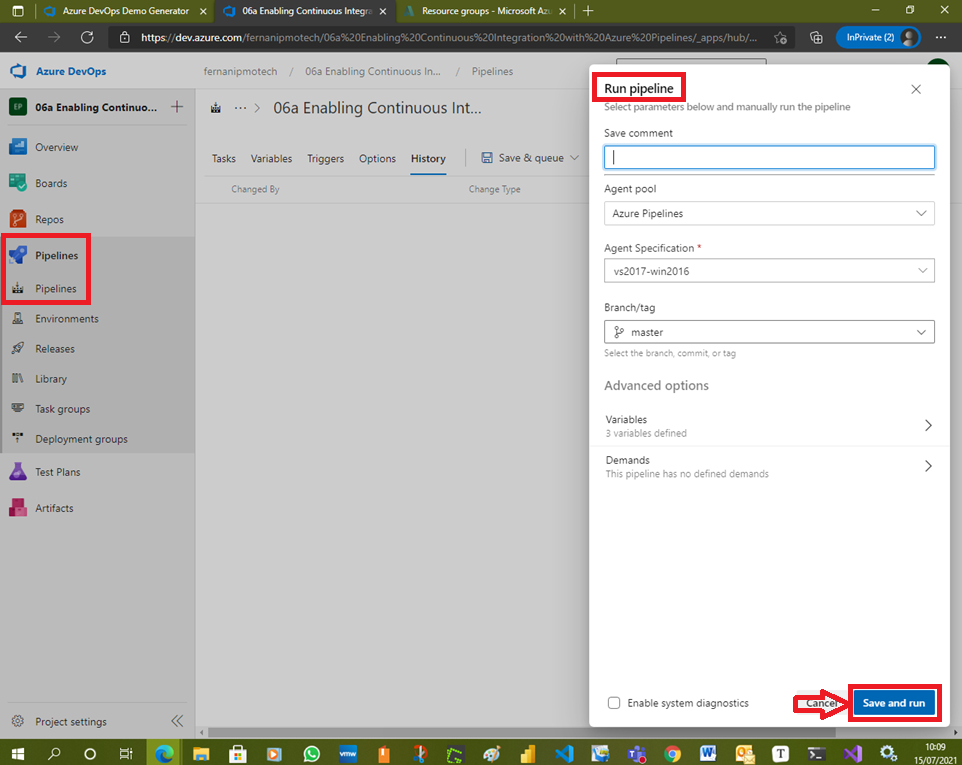 Azure DevOps Demo Generator
06a Enabling Continuous Integra
Resource groups - Microsoft Azu
https://dev.azure.com/fernanipmotech/06a%20Enabling%20Continuous%20Integration%20with%20Azure%20Pipelines/_apps/hub/...
InPrivate (2)
Azure DevOps
fernanipmotech / 06a Enabling Continuous In... / Pipelines
EP
06a Enabling Continuo...
Overview
Boards
Repos
Pipelines
Pipelines
Environments
Releases
Library
Task groups
Deployment groups
Test Plans
Artifacts
Project settings
06a Enabling Continuous Int...
Tasks Variables Triggers Options History Save & queue
Changed By Change Type
Run pipeline
Select parameters below and manually run the pipeline
Save comment
Agent pool
Azure Pipelines
Agent Specification *
vs2017-win2016
Branch/tag
master
Select the branch, commit, or tag
Advanced options
Variables
3 variables defined
Demands
This pipeline has no defined demands
Enable system diagnostics
Cancel
Save and run
vmw
10:09
15/07/2021